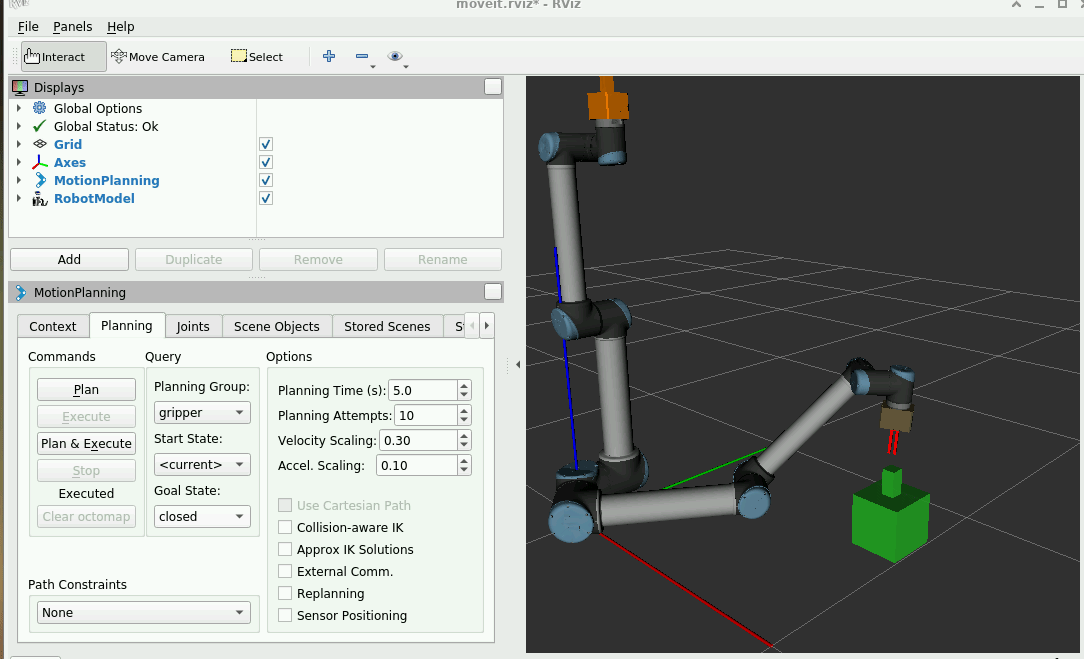 moveit.rviz* - RViz
File Panels Help
Interact Move Camera Select
Displays
Global Options
Global Status: Ok
Grid
Axes
MotionPlanning
RobotModel
Add Duplicate Remove Rename
MotionPlanning
Context Planning Joints Scene Objects Stored Scenes
Commands Query Options
Plan
Execute
Plan & Execute
Stop
Executed
Clear octomap
Planning Group:
gripper
Start State:
<current>
Goal State:
closed
Planning Time (s): 5.0
Planning Attempts: 10
Velocity Scaling: 0.30
Accel. Scaling: 0.10
Use Cartesian Path
Collision-aware IK
Approx IK Solutions
External Comm.
Replanning
Sensor Positioning
Path Constraints
None